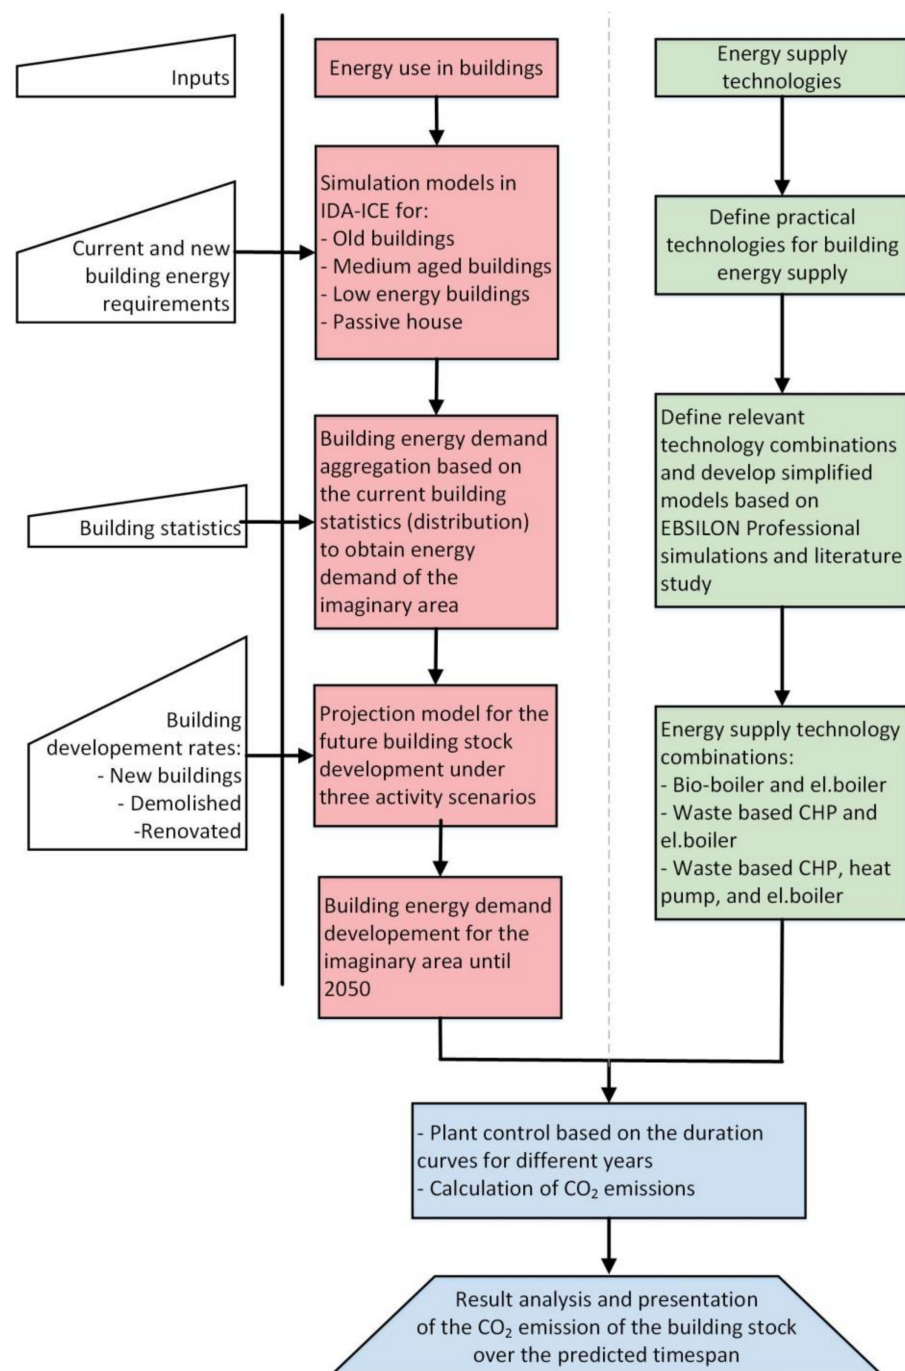 Inputs
Energy use in buildings
Energy supply
technologies
Current and new
building energy
requirements
Simulation models in
IDA-ICE for:
- Old buildings
- Medium aged buildings
- Low energy buildings
- Passive house
Define practical
technologies for building
energy supply
Building statistics
Building energy demand
aggregation based on
the current building
statistics (distribution)
to obtain energy
demand of the
imaginary area
Define relevant
technology combinations
and develop simplified
models based on
EBSILON Professional
simulations and literature
study
Building
developement rates:
- New buildings
- Demolished
-Renovated
Projection model for the
future building stock
development under
three activity scenarios
Energy supply technology
combinations:
- Bio-boiler and el.boiler
- Waste based CHP and
el.boiler
- Waste based CHP, heat
pump, and el.boiler
Building energy demand
developement for the
imaginary area until
2050
- Plant control based on the duration
curves for different years
- Calculation of CO₂ emissions
Result analysis and presentation
of the CO₂ emission of the building stock
over the predicted timespan